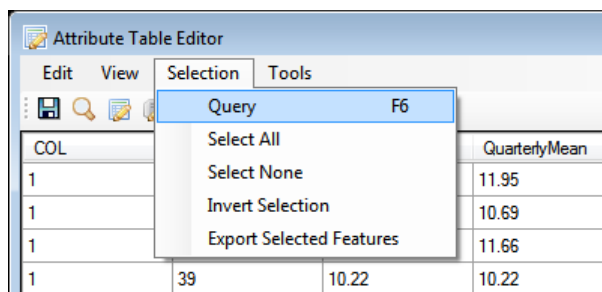 Attribute Table Editor
Edit View Selection Tools
Query F6
Select All
Select None
Invert Selection
Export Selected Features
COL QuarterlyMean
1 11.95
1 10.69
1 11.66
1 39 10.22 10.22